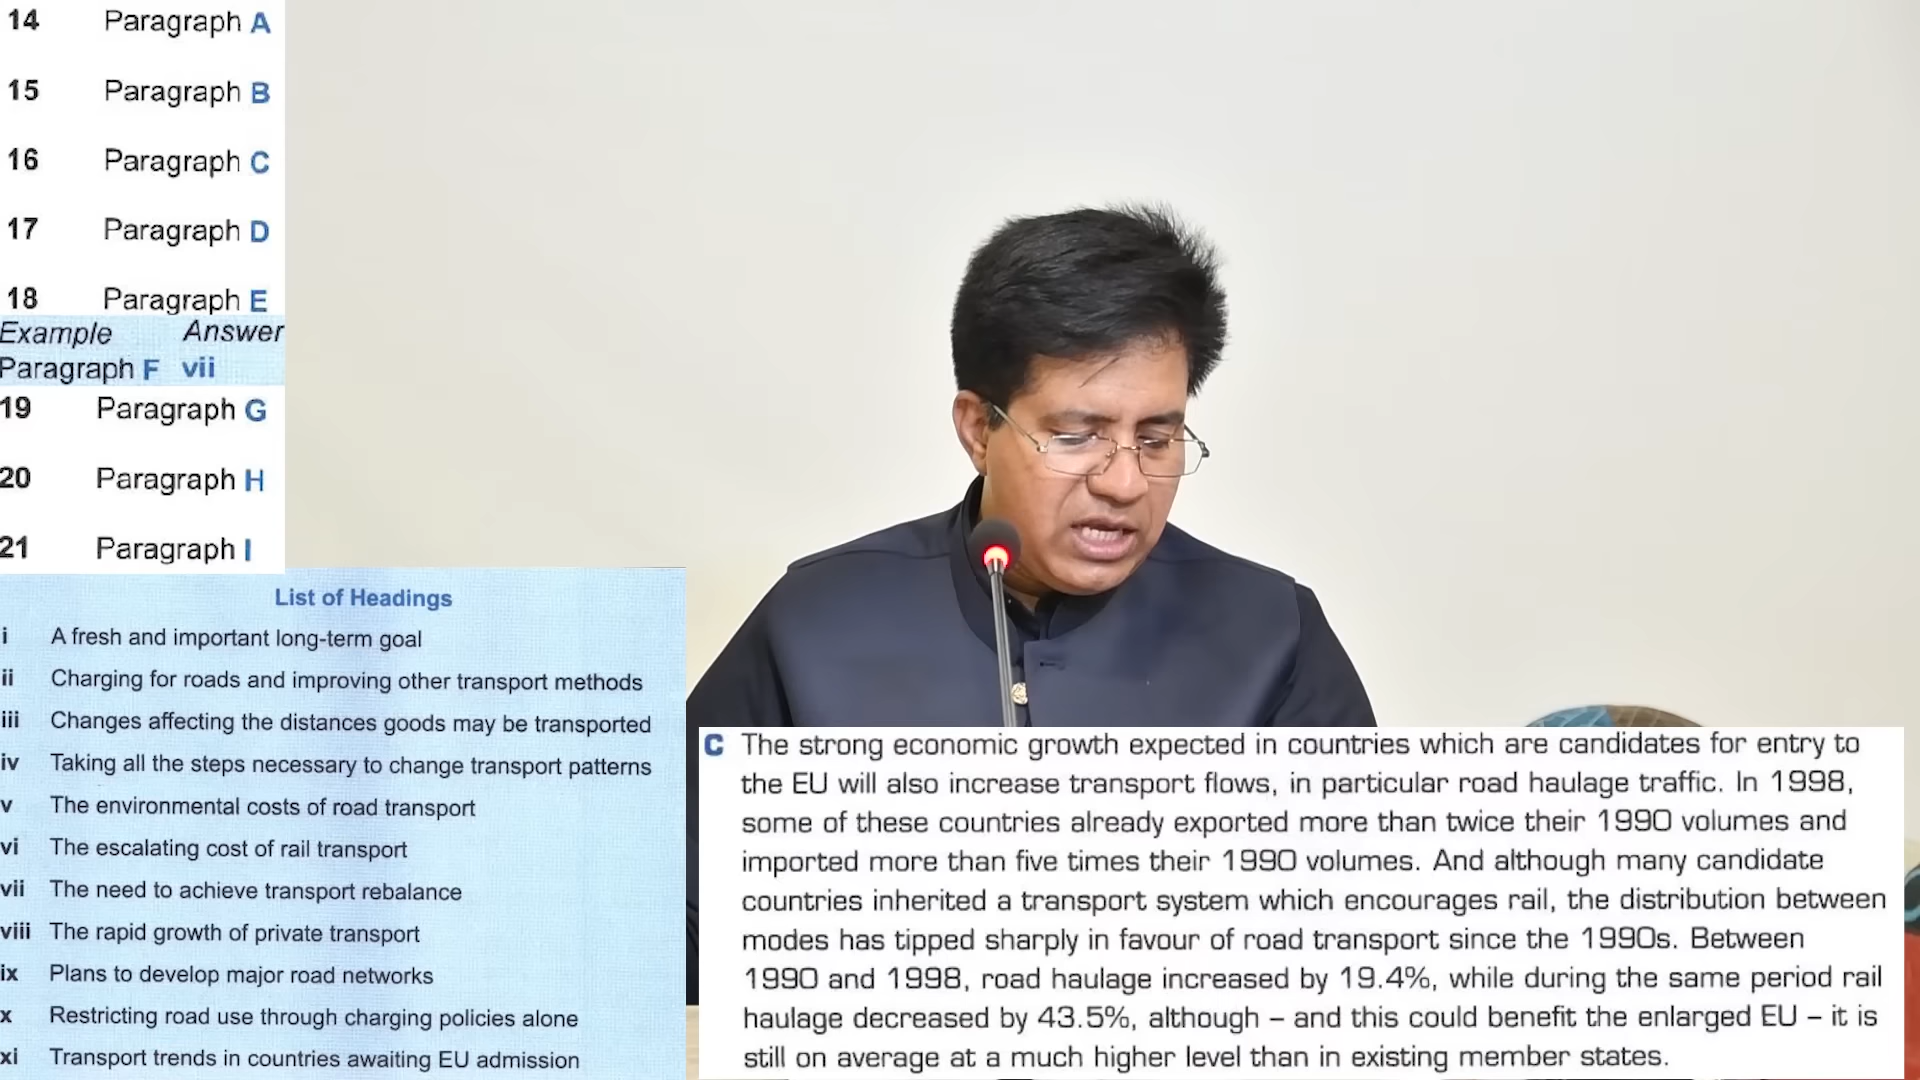 14 Paragraph A
15 Paragraph B
16 Paragraph C
17 Paragraph D
18 Paragraph E
Example Answer
Paragraph F vii
19 Paragraph G
20 Paragraph H
21 Paragraph I
List of Headings
i A fresh and important long-term goal
ii Charging for roads and improving other transport methods
iii Changes affecting the distances goods may be transported
iv Taking all the steps necessary to change transport patterns
v The environmental costs of road transport
vi The escalating cost of rail transport
vii The need to achieve transport rebalance
viii The rapid growth of private transport
ix Plans to develop major road networks
x Restricting road use through charging policies alone
xi Transport trends in countries awaiting EU admission
C The strong economic growth expected in countries which are candidates for entry to
the EU will also increase transport flows, in particular road haulage traffic. In 1998,
some of these countries already exported more than twice their 1990 volumes and
imported more than five times their 1990 volumes. And although many candidate
countries inherited a transport system which encourages rail, the distribution between
modes has tipped sharply in favour of road transport since the 1990s. Between
1990 and 1998, road haulage increased by 19.4%, while during the same period rail
haulage decreased by 43.5%, although – and this could benefit the enlarged EU – it is
still on average at a much higher level than in existing member states.